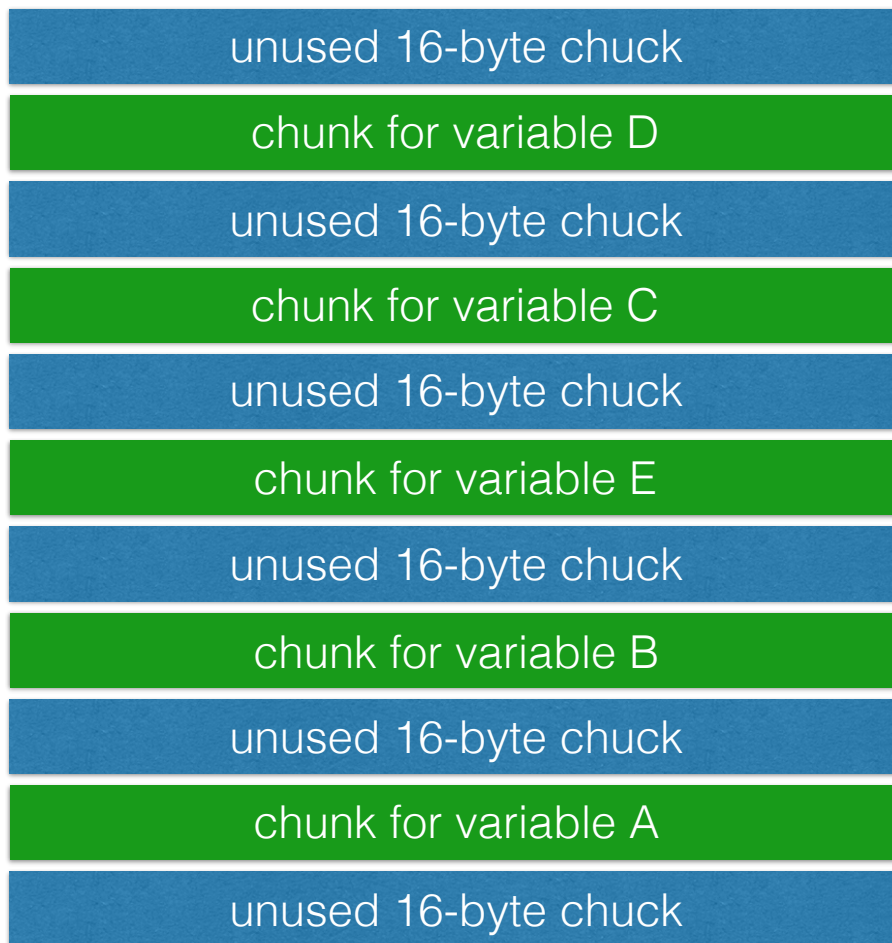 unused 16-byte chuck
chunk for variable D
unused 16-byte chuck
chunk for variable C
unused 16-byte chuck
chunk for variable E
unused 16-byte chuck
chunk for variable B
unused 16-byte chuck
chunk for variable A
unused 16-byte chuck